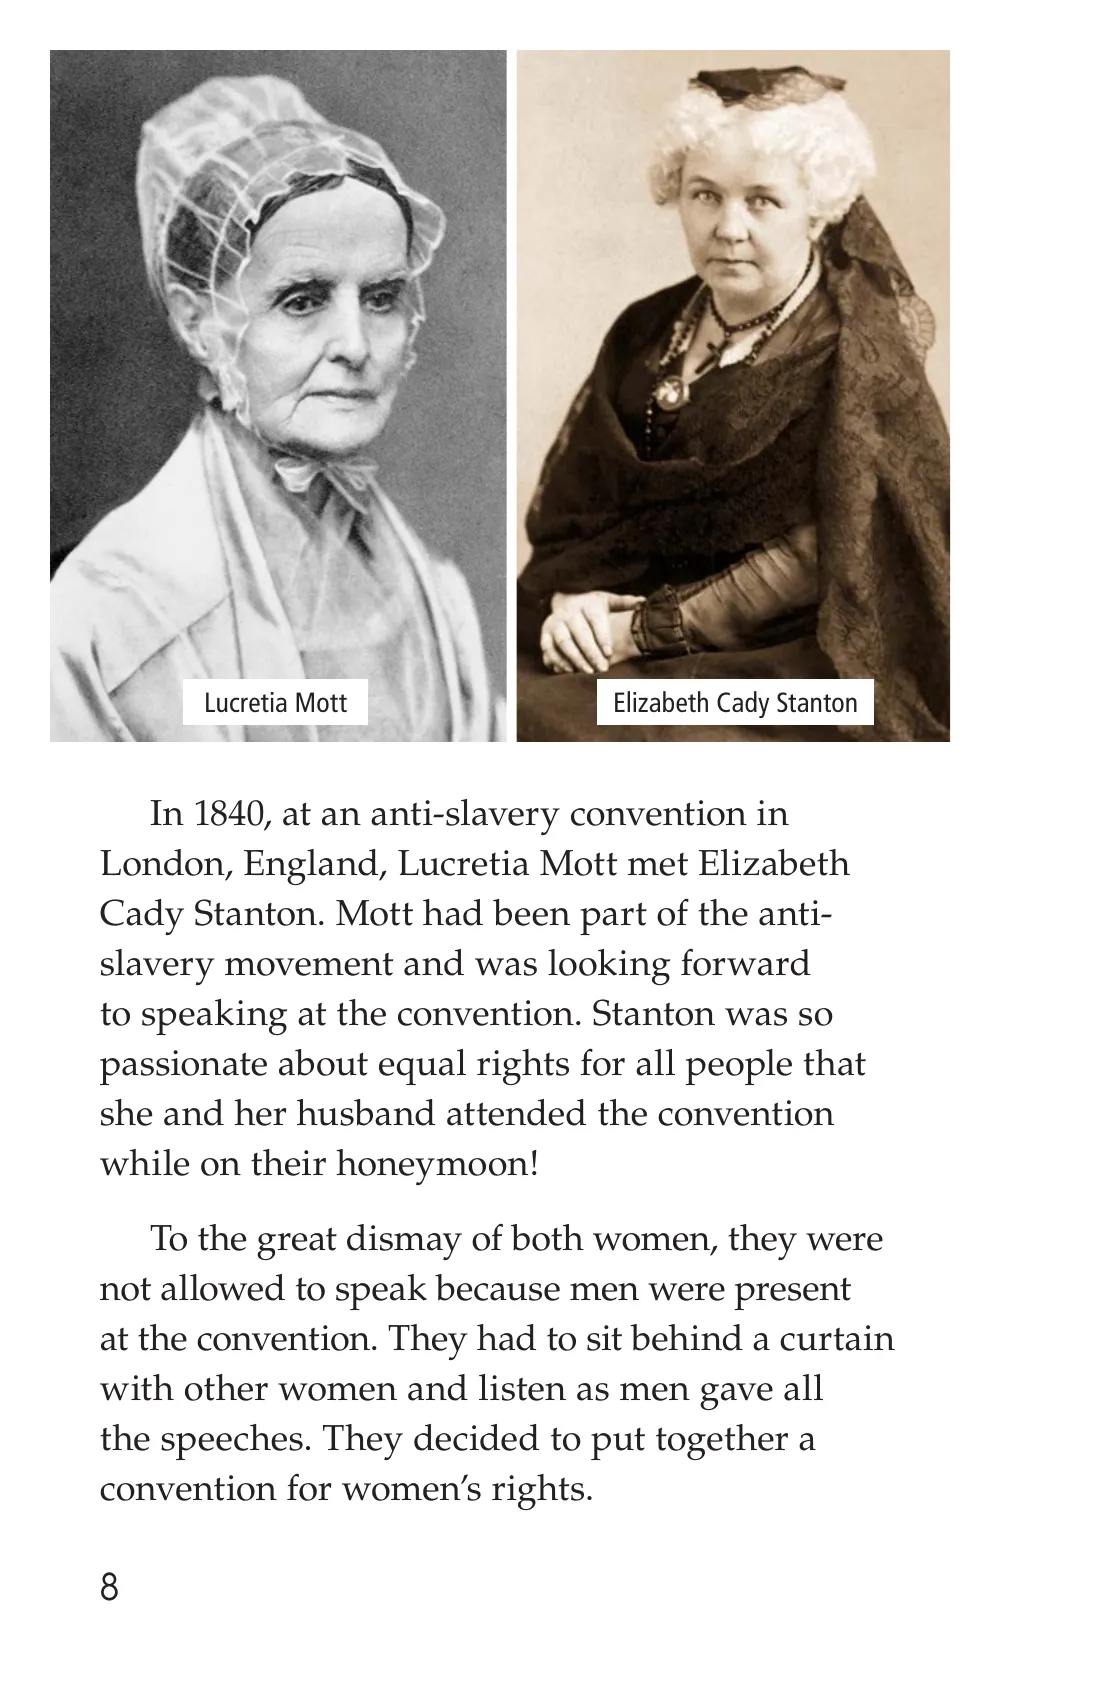 Lucretia Mott
Elizabeth Cady Stanton
In 1840, at an anti-slavery convention in
London, England, Lucretia Mott met Elizabeth
Cady Stanton. Mott had been part of the anti-
slavery movement and was looking forward
to speaking at the convention. Stanton was so
passionate about equal rights for all people that
she and her husband attended the convention
while on their honeymoon!
To the great dismay of both women, they were
not allowed to speak because men were present
at the convention. They had to sit behind a curtain
with other women and listen as men gave all
the speeches. They decided to put together a
convention for women’s rights.
8